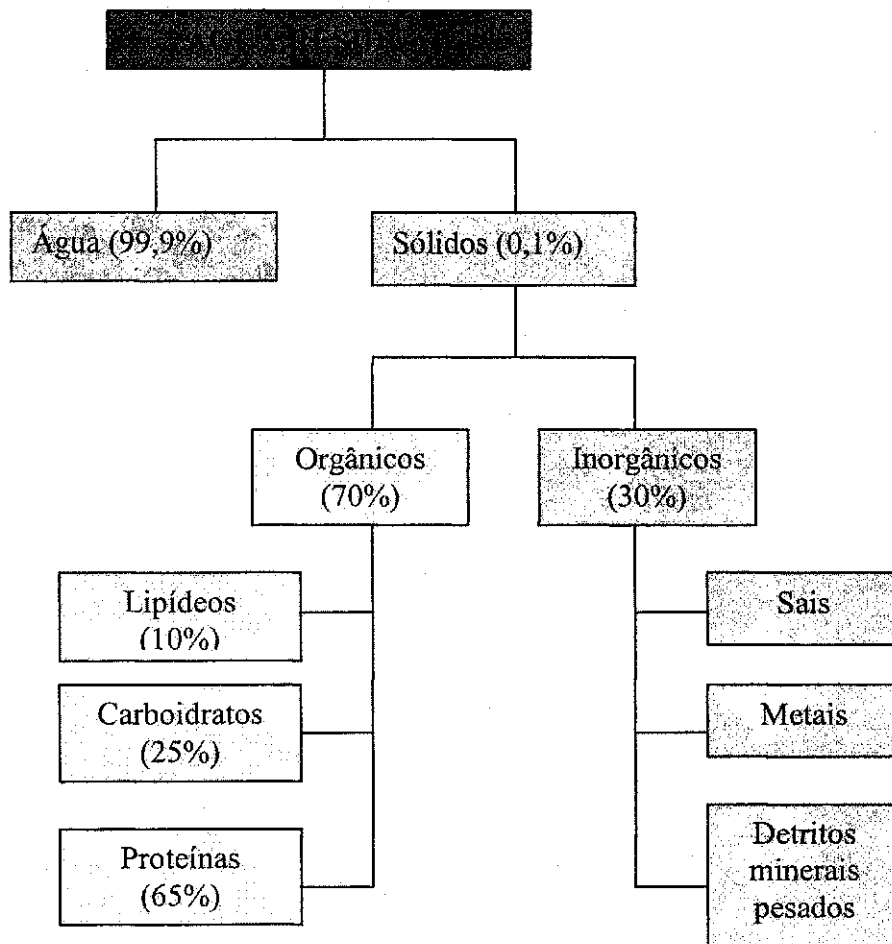 Água (99,9%)
Sólidos (0,1%)
Orgânicos
(70%)
Inorgânicos
(30%)
Lipídeos
(10%)
Carboidratos
(25%)
Proteínas
(65%)
Sais
Metais
Detritos
minerais
pesados